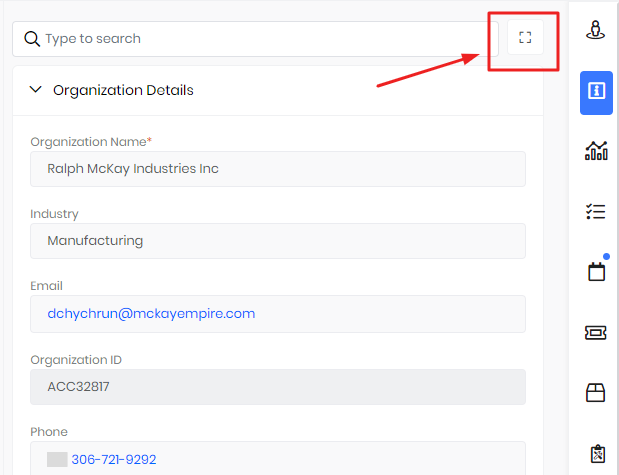 Type to search
Organization Details
Organization Name*
Ralph McKay Industries Inc
Industry
Manufacturing
Email
dchychrun@mckayempire.com
Organization ID
ACC32817
Phone
306-721-9292